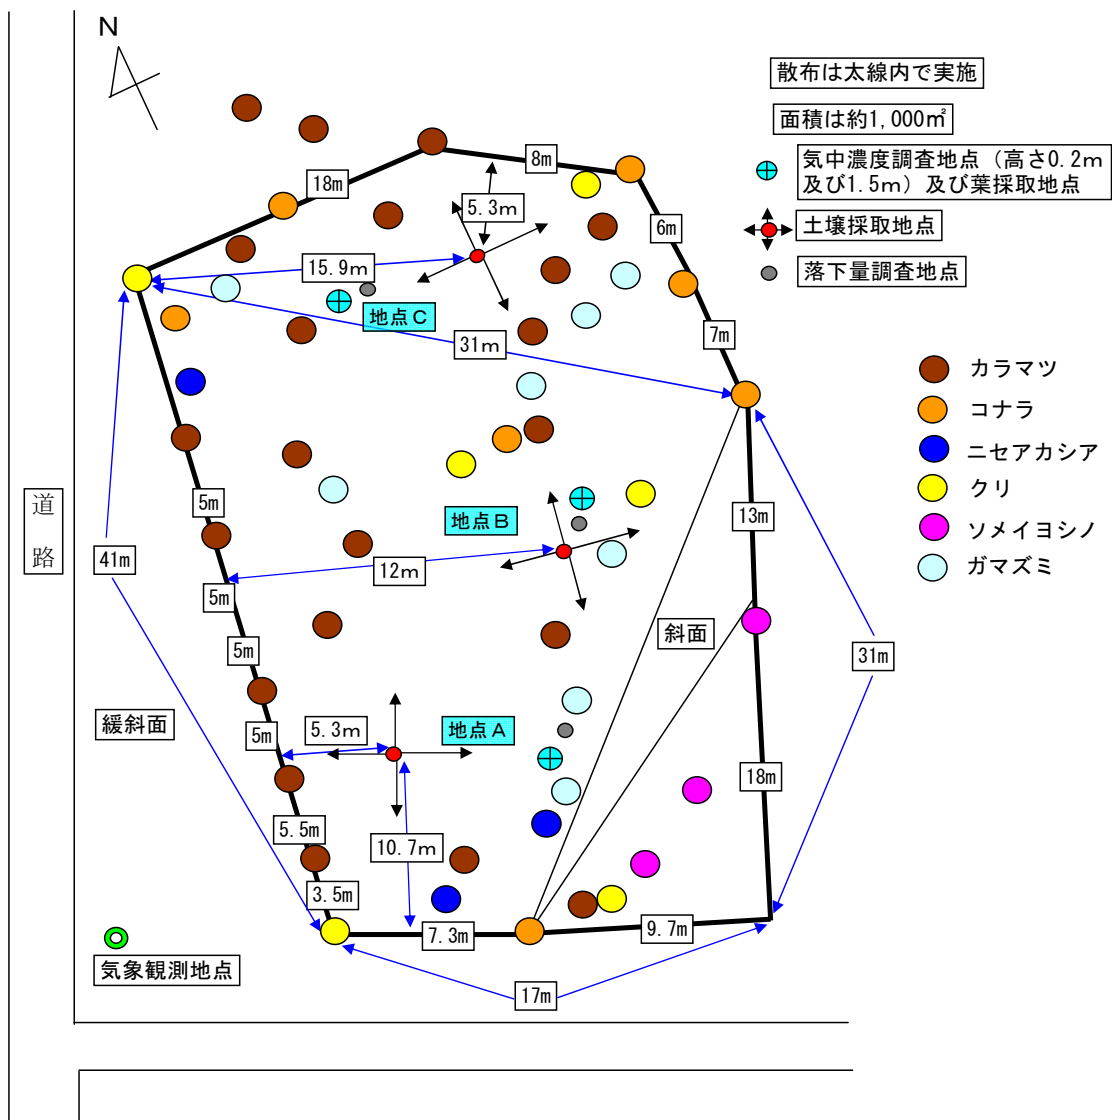 N
散布は太線内で実施
面積は約1,000㎡
気中濃度調査地点（高さ0.2m
及び1.5m）及び葉採取地点
土壌採取地点
落下量調査地点
8m
18m
5.3m
6m
15.9m
地点C
31m
7m
カラマツ
コナラ
ニセアカシア
クリ
ソメイヨシノ
ガマズミ
道
路
5m
地点B
13m
41m
12m
5m
5m
斜面
31m
緩斜面
5.3m
地点A
5m
18m
5.5m
10.7m
3.5m
7.3m
9.7m
気象観測地点
17m